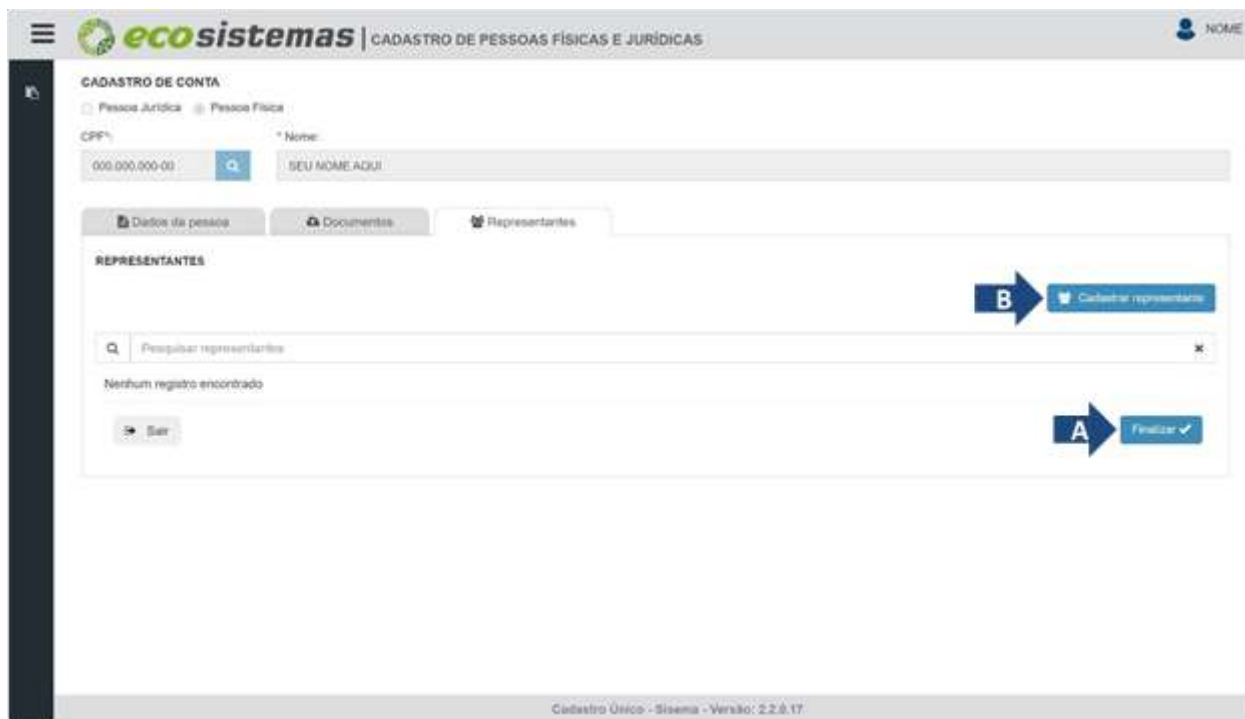 ecosistemas | CADASTRO DE PESSOAS FÍSICAS E JURÍDICAS
NOME
CADASTRO DE CONTA
Pessoa Jurídica Pessoa Física
CPF*: * Nome:
000.000.000-00 SEU NOME AQUI
Dados da pessoa Documentos Representantes
REPRESENTANTES
B Cadastrar representante
Pesquisar representantes
Nenhum registro encontrado
Sair A Finalizar
Cadastro Único - Sisema - Versão: 2.2.0.17